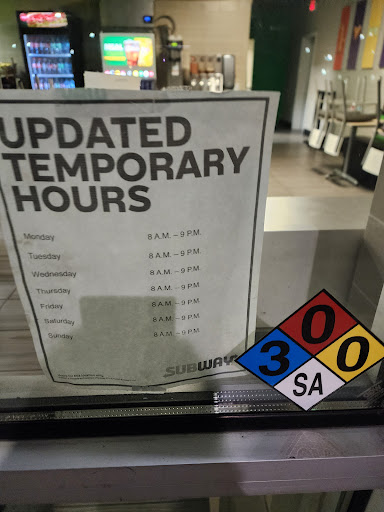 UPDATED
TEMPORARY
HOURS
Monday 8 A.M. – 9 P.M.
Tuesday 8 A.M. – 9 P.M.
Wednesday 8 A.M. – 9 P.M.
Thursday 8 A.M. – 9 P.M.
Friday 8 A.M. – 9 P.M.
Saturday 8 A.M. – 9 P.M.
Sunday 8 A.M. – 9 P.M.
SUBWAY
0
3 0
SA